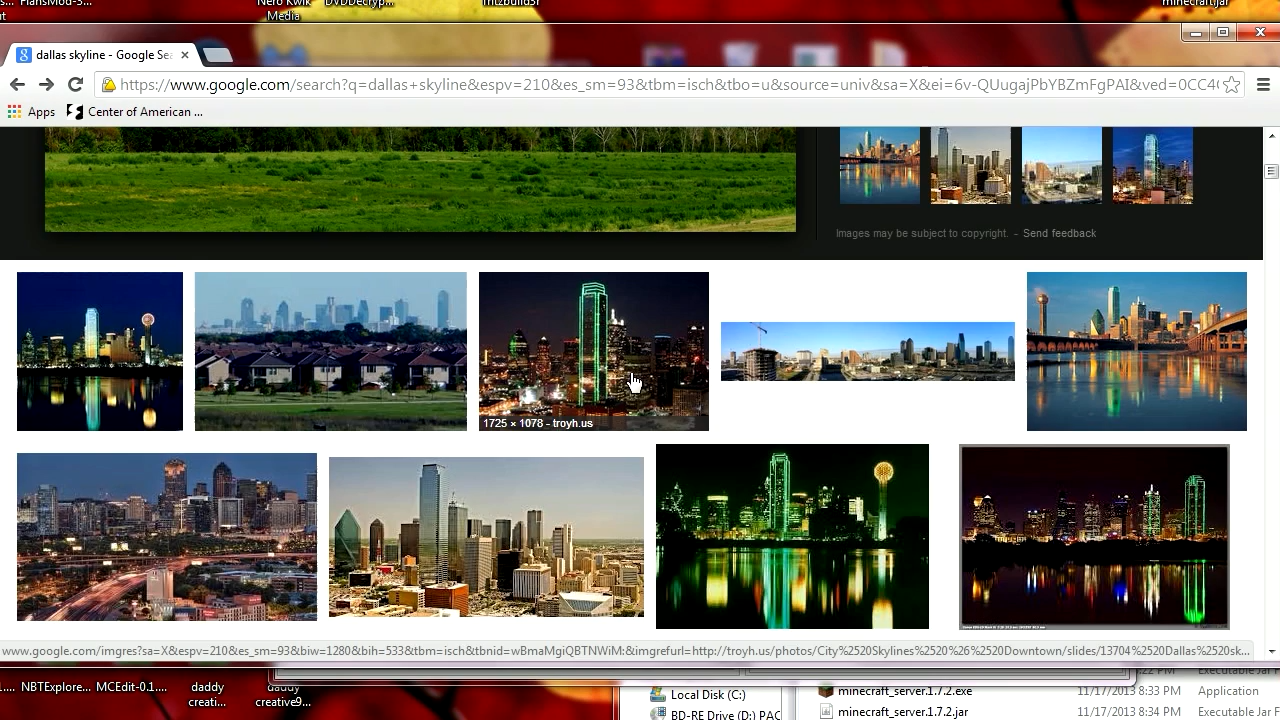 FlansMod-3...
Nero Kwik
Media
DVDDecryp...
fritzbuild3r
minecraft.jar
dallas skyline - Google Sea
https://www.google.com/search?q=dallas+skyline&espv=210&es_sm=93&tbm=isch&tbo=u&source=univ&sa=X&ei=6v-QUugajPbYBZmFgPAI&ved=0CC4
Apps
Center of American ...
Images may be subject to copyright. - Send feedback
1725 × 1078 - troyh.us
www.google.com/imgres?sa=X&espv=210&es_sm=93&biw=1280&bih=533&tbm=isch&tbnid=wBmaMgiQBTNWiM:&imgrefurl=http://troyh.us/photos/City%2520Skylines%2520%26%2520Downtown/slides/13704%2520Dallas%2520sk...
NBTExplore...
MCEdit-0.1....
daddy
creati...
daddy
creative9...
Local Disk (C:)
BD-RE Drive (D:) PAC
:22 PM
Executable Jar F
minecraft_server.1.7.2.exe
11/17/2013 8:33 PM
Application
minecraft_server.1.7.2.jar
11/17/2013 8:34 PM
Executable Jar F